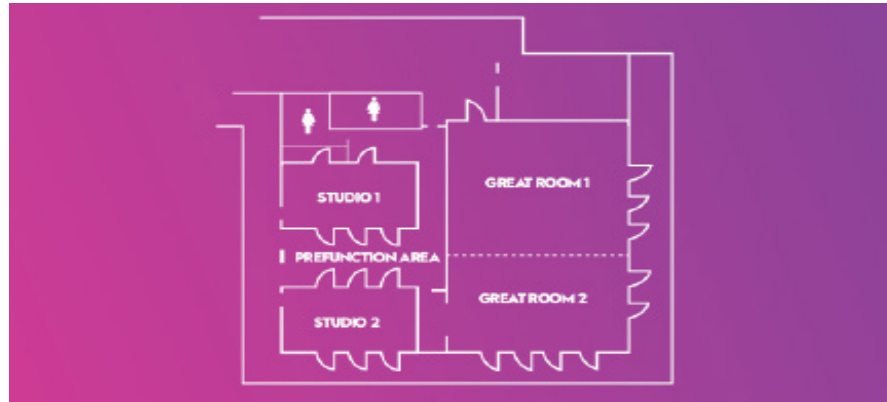 GREAT ROOM 1
STUDIO 1
PREFUNCTION AREA
GREAT ROOM 2
STUDIO 2